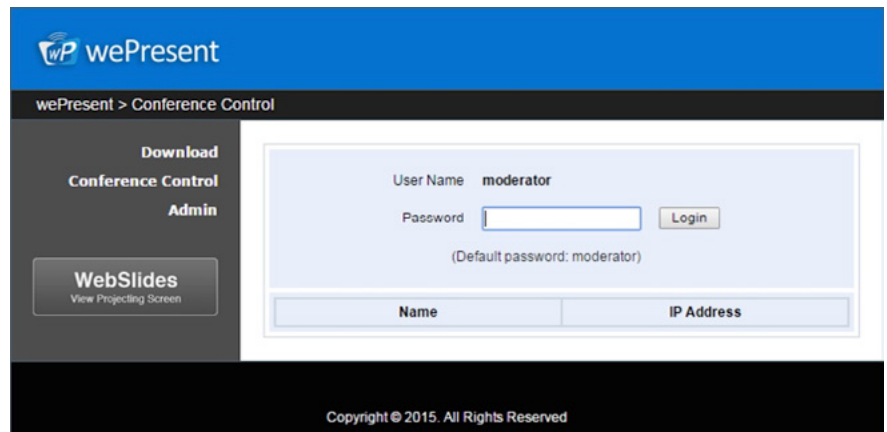 wP wePresent
wePresent > Conference Control
Download
Conference Control
Admin
WebSlides
View Projecting Screen
User Name moderator
Password Login
(Default password: moderator)
Name IP Address
Copyright © 2015. All Rights Reserved